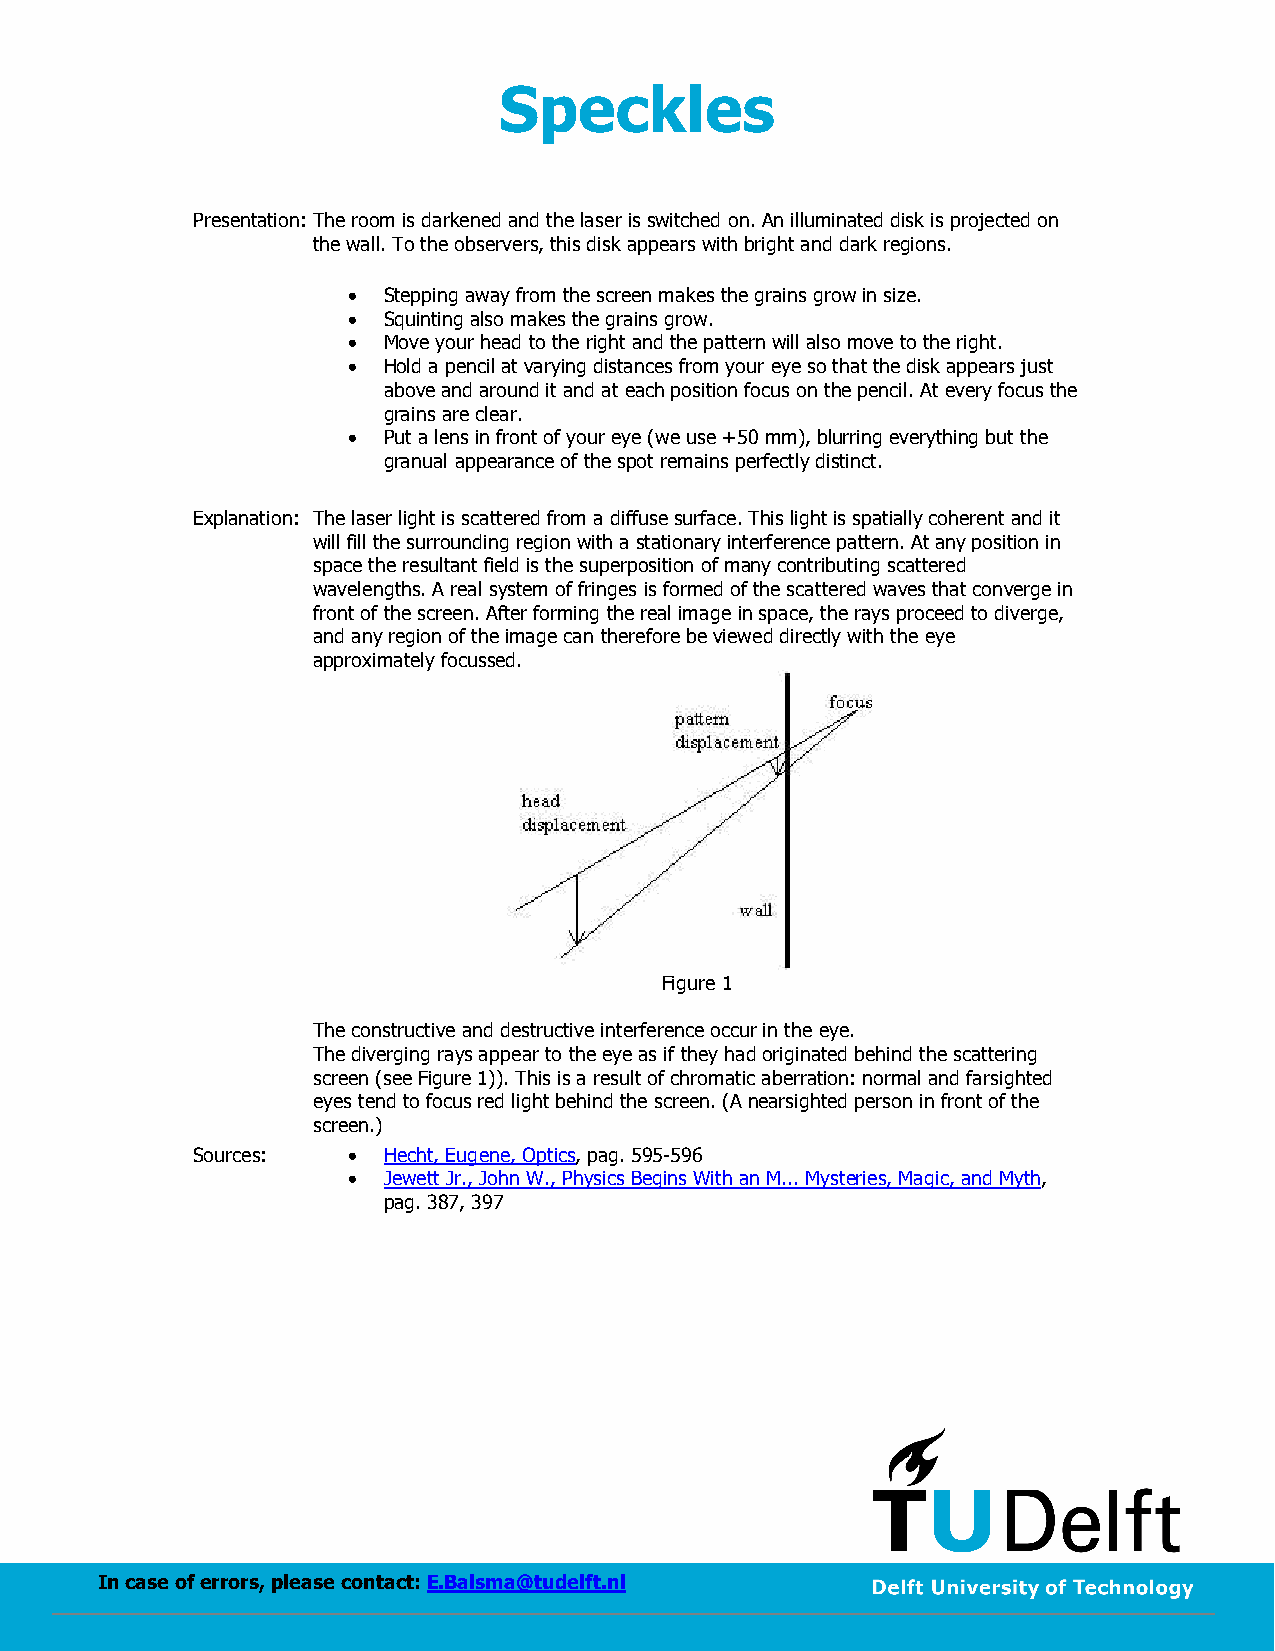 Speckles
Presentation: The room is darkened and the laser is switched on. An illuminated disk is projected on
the wall. To the observers, this disk appears with bright and dark regions.
• Stepping away from the screen makes the grains grow in size.
• Squinting also makes the grains grow.
• Move your head to the right and the pattern will also move to the right.
• Hold a pencil at varying distances from your eye so that the disk appears just
above and around it and at each position focus on the pencil. At every focus the
grains are clear.
• Put a lens in front of your eye (we use +50 mm), blurring everything but the
granual appearance of the spot remains perfectly distinct.
Explanation: The laser light is scattered from a diffuse surface. This light is spatially coherent and it
will fill the surrounding region with a stationary interference pattern. At any position in
space the resultant field is the superposition of many contributing scattered
wavelengths. A real system of fringes is formed of the scattered waves that converge in
front of the screen. After forming the real image in space, the rays proceed to diverge,
and any region of the image can therefore be viewed directly with the eye
approximately focussed.
focus
pattern
displacement
head
displacement
wall
Figure 1
The constructive and destructive interference occur in the eye.
The diverging rays appear to the eye as if they had originated behind the scattering
screen (see Figure 1)). This is a result of chromatic aberration: normal and farsighted
eyes tend to focus red light behind the screen. (A nearsighted person in front of the
screen.)
Sources: • Hecht, Eugene, Optics, pag. 595-596
• Jewett Jr., John W., Physics Begins With an M... Mysteries, Magic, and Myth,
pag. 387, 397
TUDelft
In case of errors, please contact: E.Balsma@tudelft.nl
Delft University of Technology